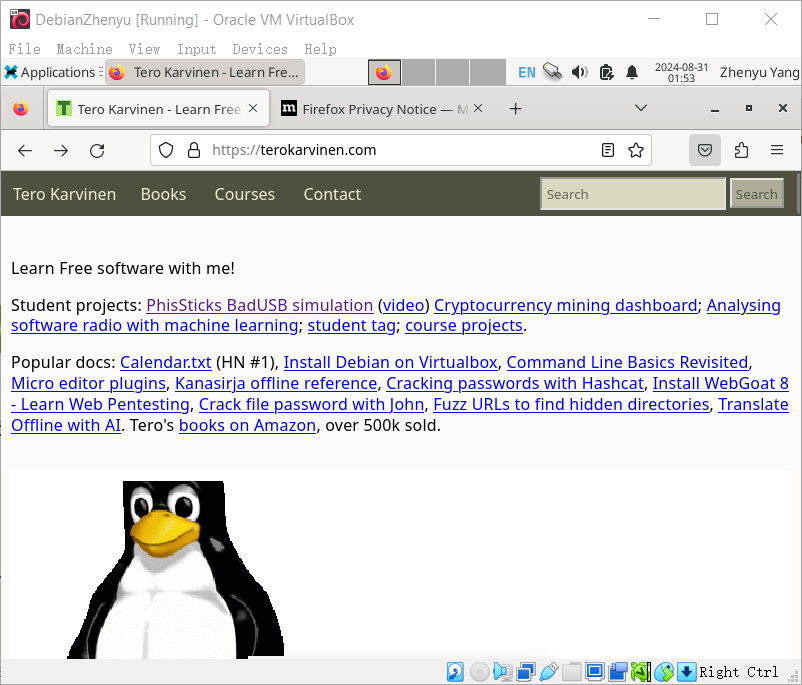 DebianZhenyu [Running] - Oracle VM VirtualBox
File Machine View Input Devices Help
Applications Tero Karvinen - Learn Fre... EN 2024-08-31 01:53 Zhenyu Yang
Tero Karvinen - Learn Free Firefox Privacy Notice — M
https://terokarvinen.com
Tero Karvinen Books Courses Contact Search Search
Learn Free software with me!
Student projects: PhisSticks BadUSB simulation (video) Cryptocurrency mining dashboard; Analysing
software radio with machine learning; student tag; course projects.
Popular docs: Calendar.txt (HN #1), Install Debian on Virtualbox, Command Line Basics Revisited,
Micro editor plugins, Kanasirja offline reference, Cracking passwords with Hashcat, Install WebGoat 8
- Learn Web Pentesting, Crack file password with John, Fuzz URLs to find hidden directories, Translate
Offline with AI. Tero's books on Amazon, over 500k sold.
Right Ctrl